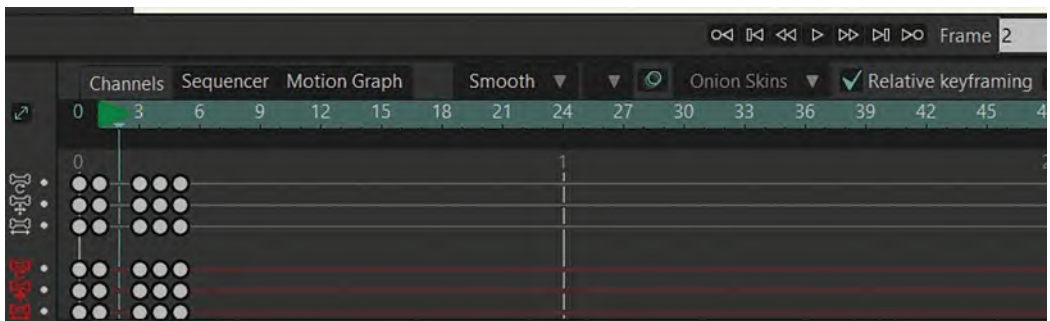 Frame 2
Channels Sequencer Motion Graph Smooth Onion Skins Relative keyframing
0 3 6 9 12 15 18 21 24 27 30 33 36 39 42 45
0 1